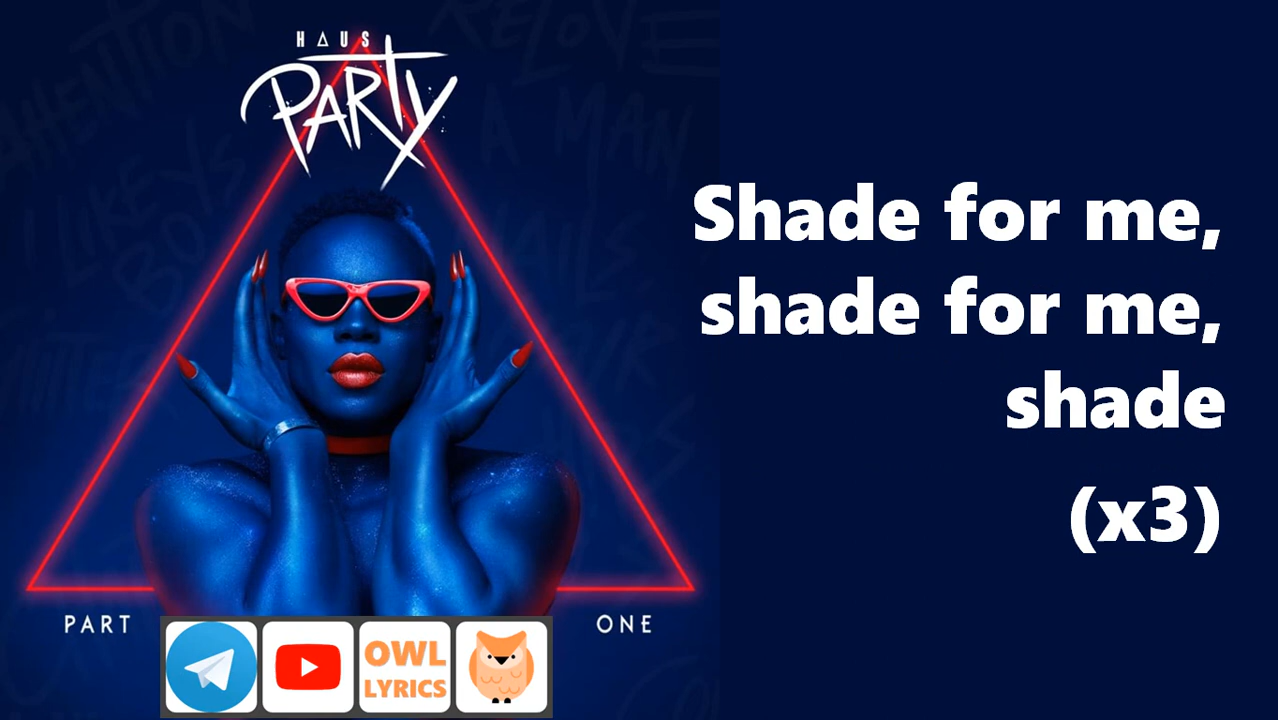 HAUS
PARTY
PART
ONE
Shade for me,
shade for me,
shade
(x3)
OWL
LYRICS